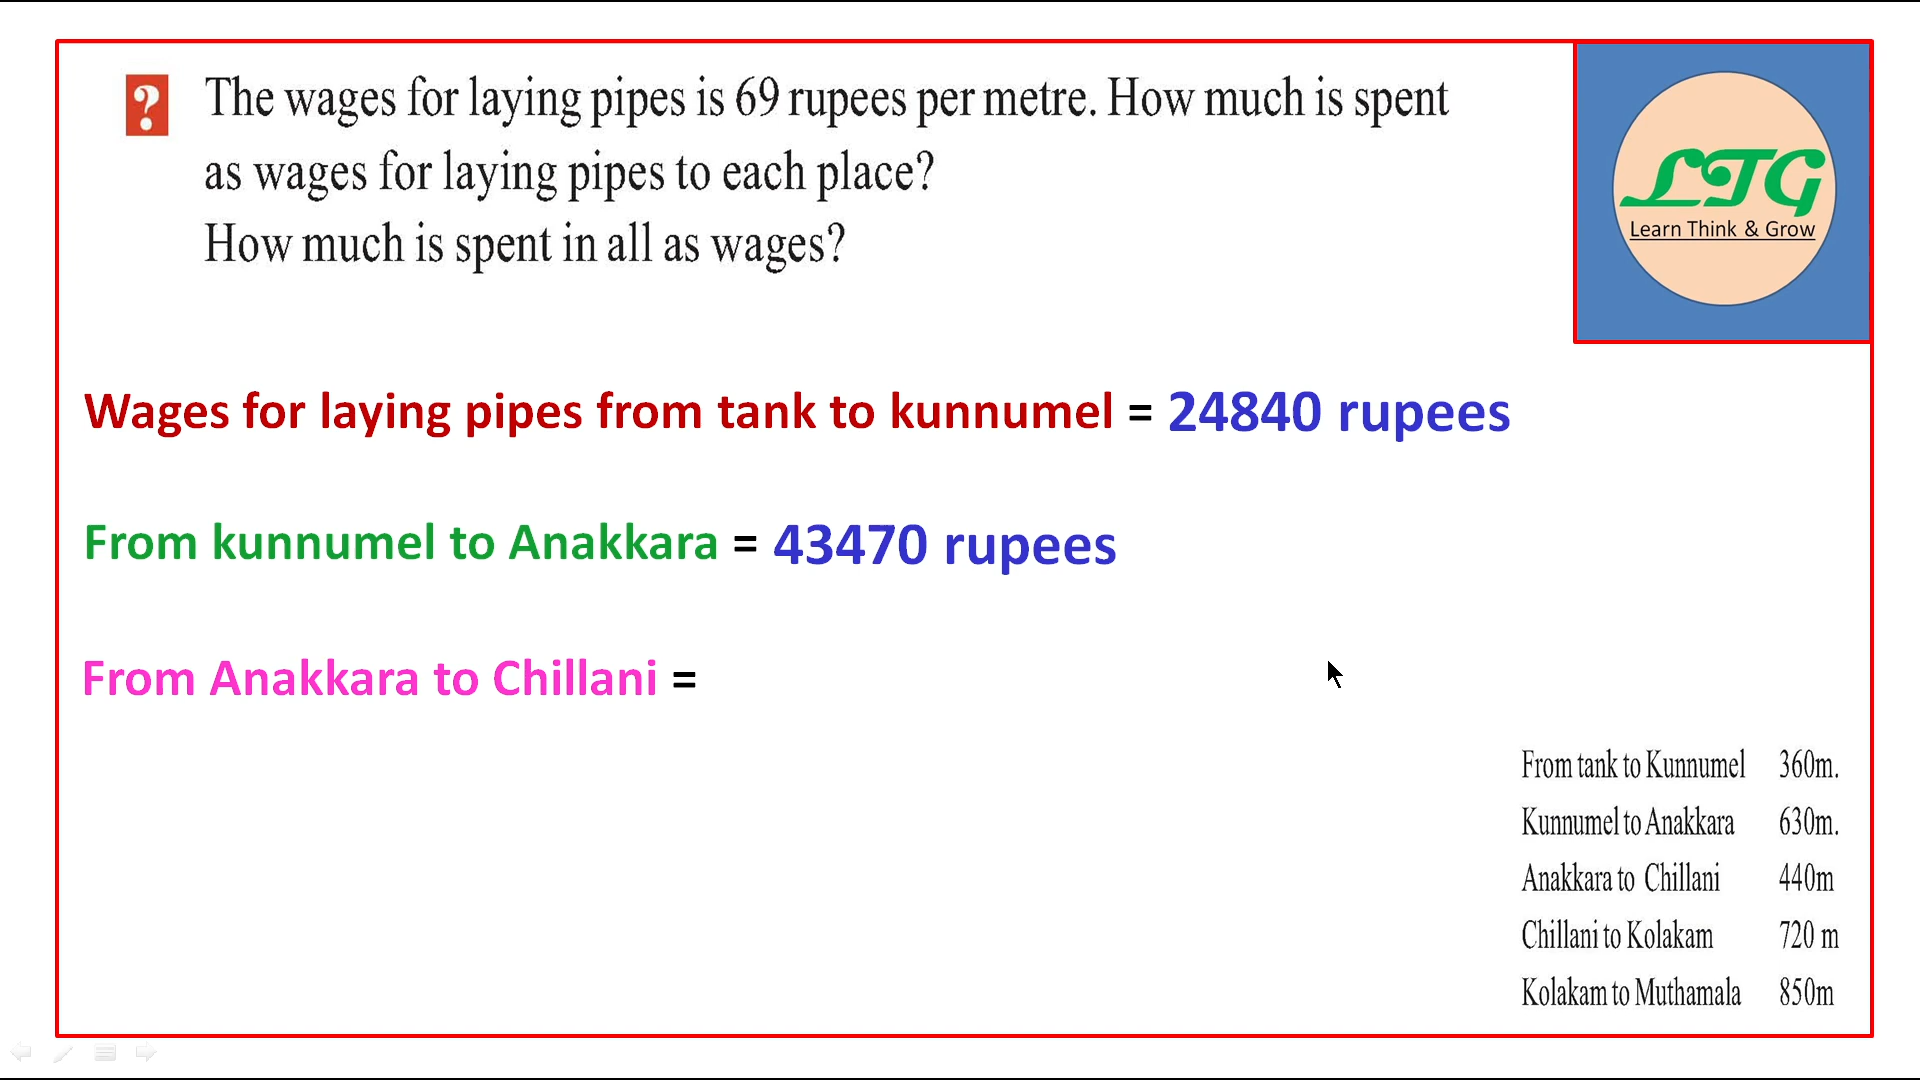 ? The wages for laying pipes is 69 rupees per metre. How much is spent
as wages for laying pipes to each place?
How much is spent in all as wages?
LTG
Learn Think & Grow
Wages for laying pipes from tank to kunnumel = 24840 rupees
From kunnumel to Anakkara = 43470 rupees
From Anakkara to Chillani =
From tank to Kunnumel 360m.
Kunnumel to Anakkara 630m.
Anakkara to Chillani 440m
Chillani to Kolakam 720 m
Kolakam to Muthamala 850m